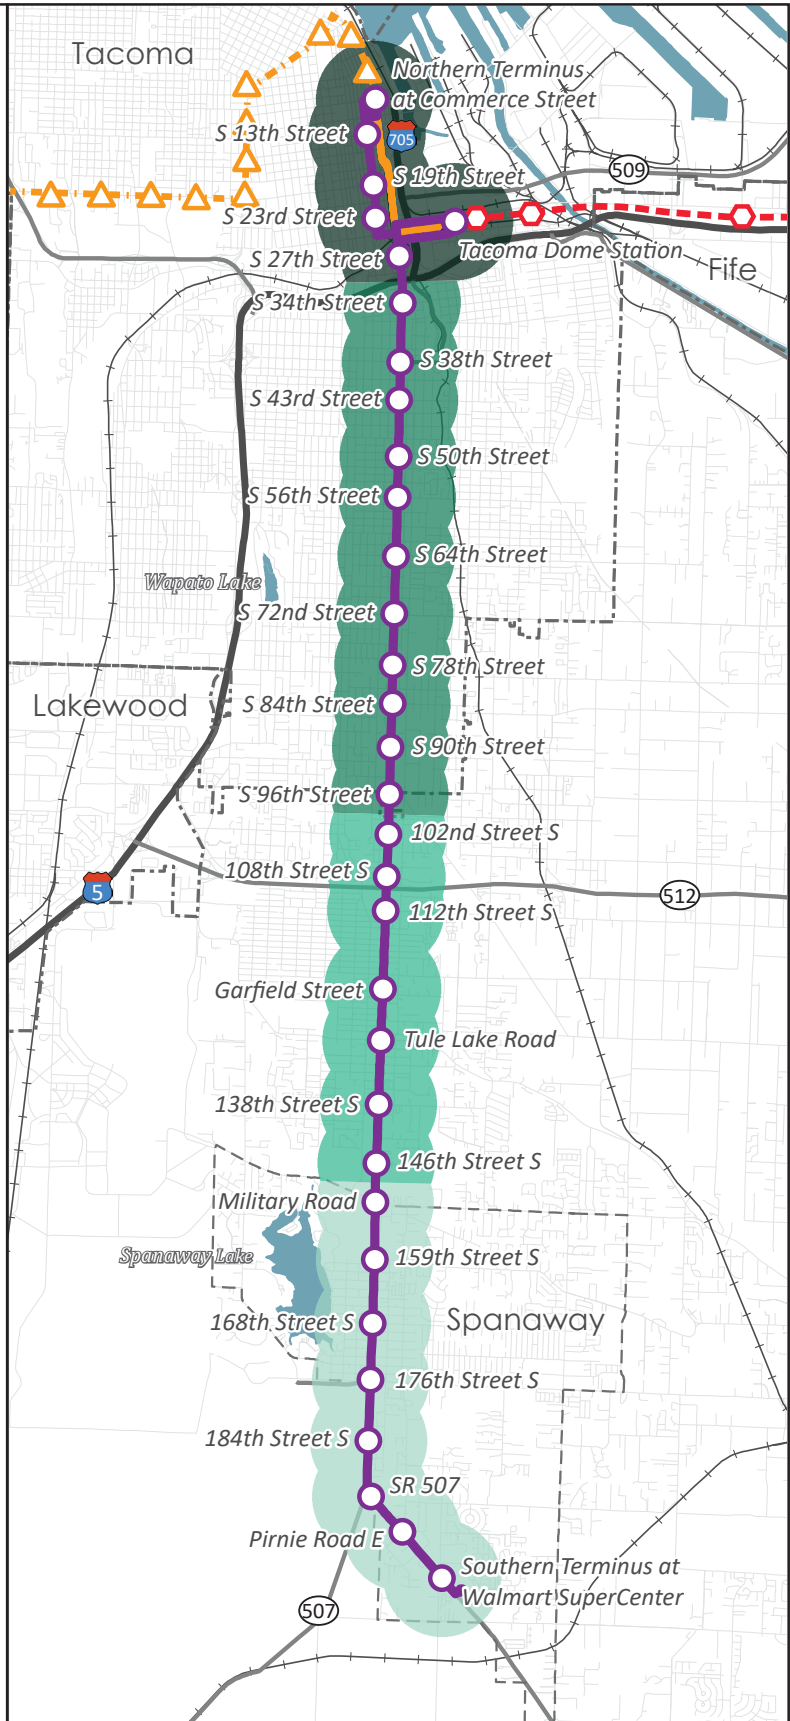 Tacoma
Northern Terminus
at Commerce Street
S 13th Street
705
509
S 19th Street
S 23rd Street
Tacoma Dome Station
S 27th Street
Fife
S 34th Street
S 38th Street
S 43rd Street
S 50th Street
S 56th Street
S 64th Street
Wapato Lake
S 72nd Street
S 78th Street
Lakewood
S 84th Street
S 90th Street
S 96th Street
102nd Street S
108th Street S
5
512
112th Street S
Garfield Street
Tule Lake Road
138th Street S
146th Street S
Military Road
Spanaway Lake
159th Street S
168th Street S
Spanaway
176th Street S
184th Street S
SR 507
Pirnie Road E
Southern Terminus at
Walmart SuperCenter
507